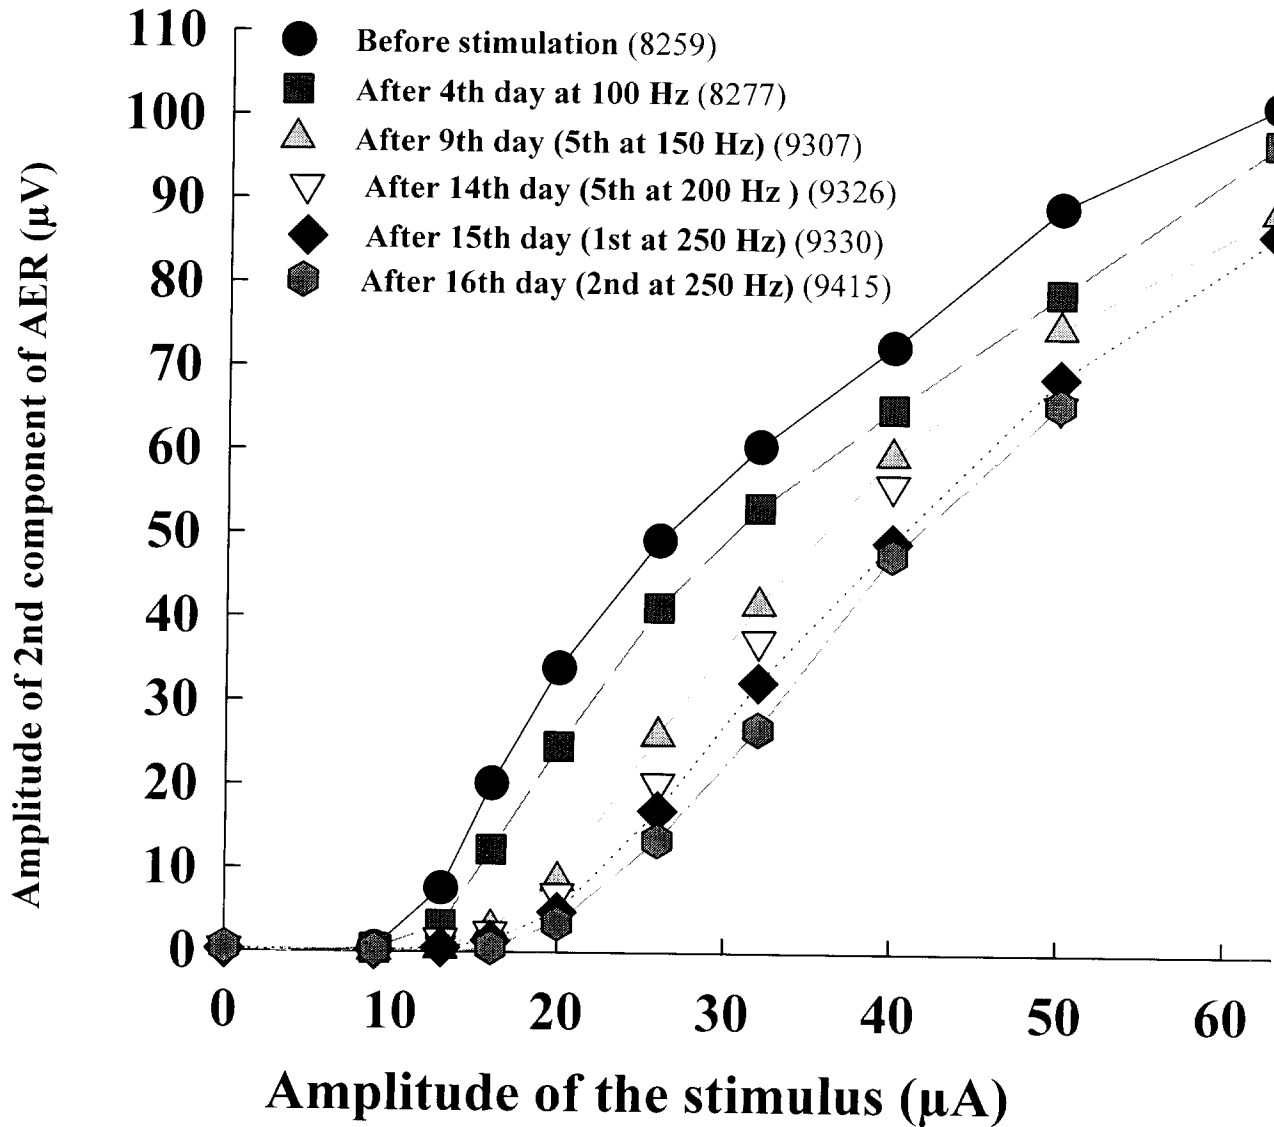 110
100
90
80
70
60
50
40
30
20
10
0
Amplitude of 2nd component of AER (µV)
Before stimulation (8259)
After 4th day at 100 Hz (8277)
After 9th day (5th at 150 Hz) (9307)
After 14th day (5th at 200 Hz ) (9326)
After 15th day (1st at 250 Hz) (9330)
After 16th day (2nd at 250 Hz) (9415)
0 10 20 30 40 50 60
Amplitude of the stimulus (µA)